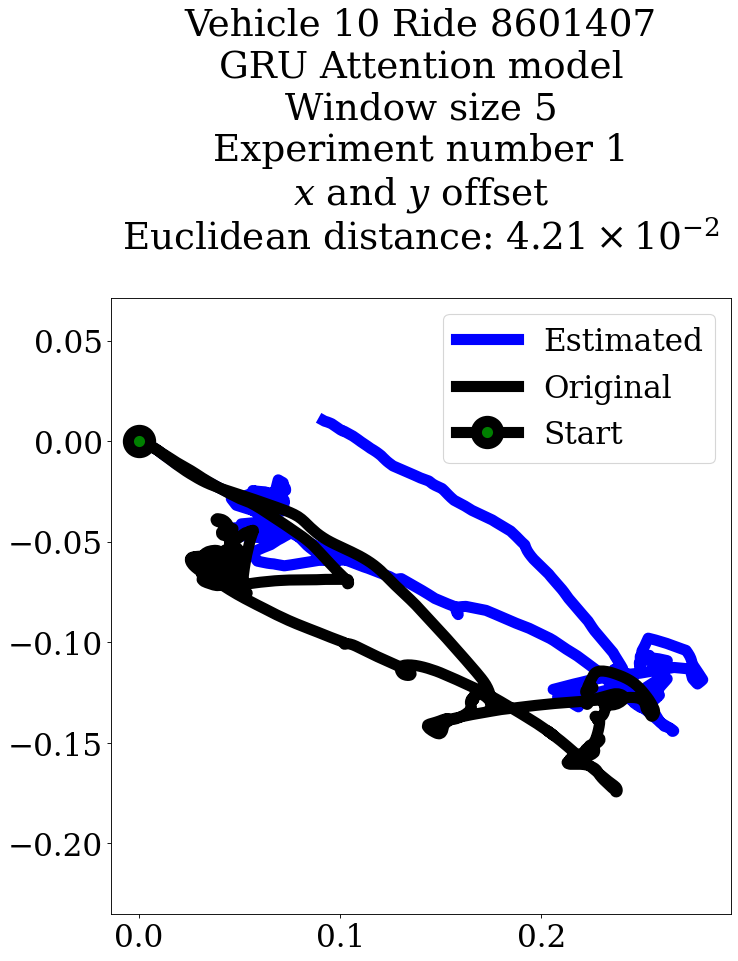 Vehicle 10 Ride 8601407
GRU Attention model
Window size 5
Experiment number 1
x and y offset
Euclidean distance: 4.21 × 10⁻²
Estimated
Original
Start
0.05
0.00
−0.05
−0.10
−0.15
−0.20
0.0 0.1 0.2